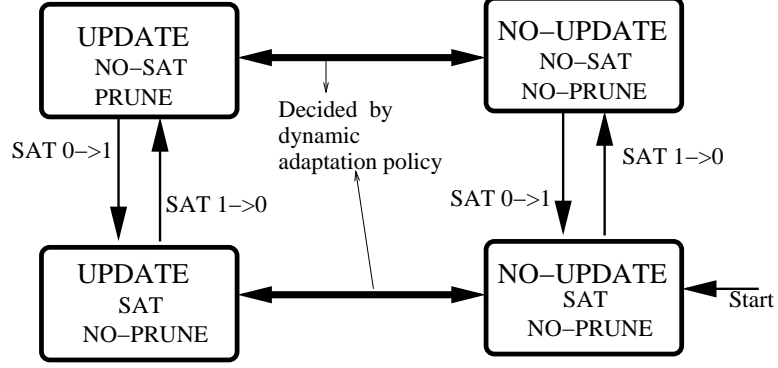 UPDATE
NO–SAT
PRUNE
NO–UPDATE
NO–SAT
NO–PRUNE
Decided by
dynamic
adaptation policy
SAT 0–>1
SAT 1–>0
SAT 0–>1
SAT 1–>0
UPDATE
SAT
NO–PRUNE
NO–UPDATE
SAT
NO–PRUNE
Start